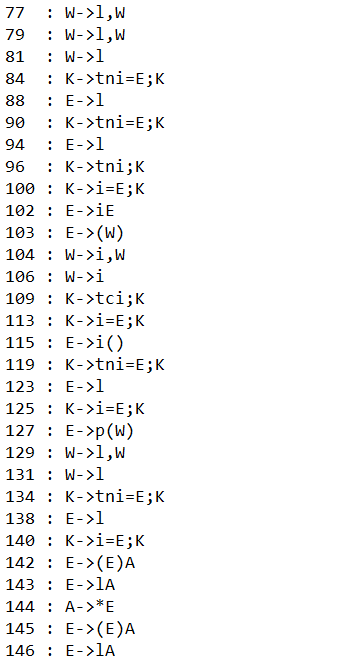 77  : W->l,W
79  : W->l,W
81  : W->l
84  : K->tni=E;K
88  : E->l
90  : K->tni=E;K
94  : E->l
96  : K->tni;K
100 : K->i=E;K
102 : E->iE
103 : E->(W)
104 : W->i,W
106 : W->i
109 : K->tci;K
113 : K->i=E;K
115 : E->i()
119 : K->tni=E;K
123 : E->l
125 : K->i=E;K
127 : E->p(W)
129 : W->l,W
131 : W->l
134 : K->tni=E;K
138 : E->l
140 : K->i=E;K
142 : E->(E)A
143 : E->lA
144 : A->*E
145 : E->(E)A
146 : E->lA